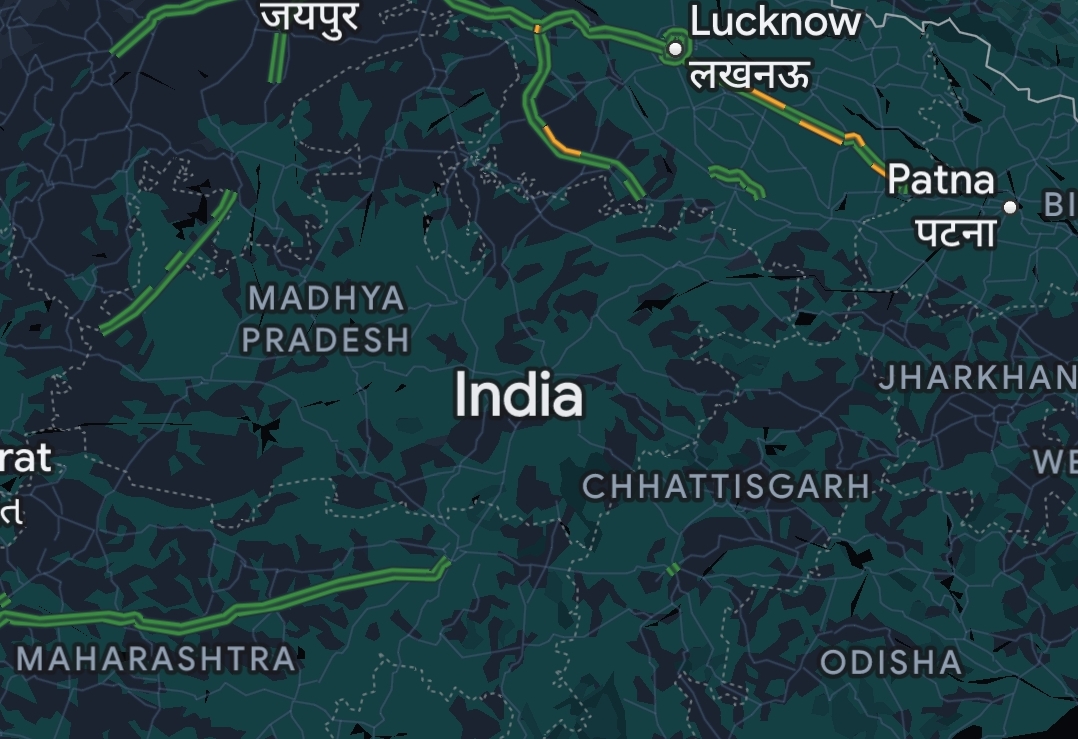 जयपुर
Lucknow
लखनऊ
Patna
पटना
BI
MADHYA
PRADESH
JHARKHAN
India
rat
त
WE
CHHATTISGARH
MAHARASHTRA
ODISHA